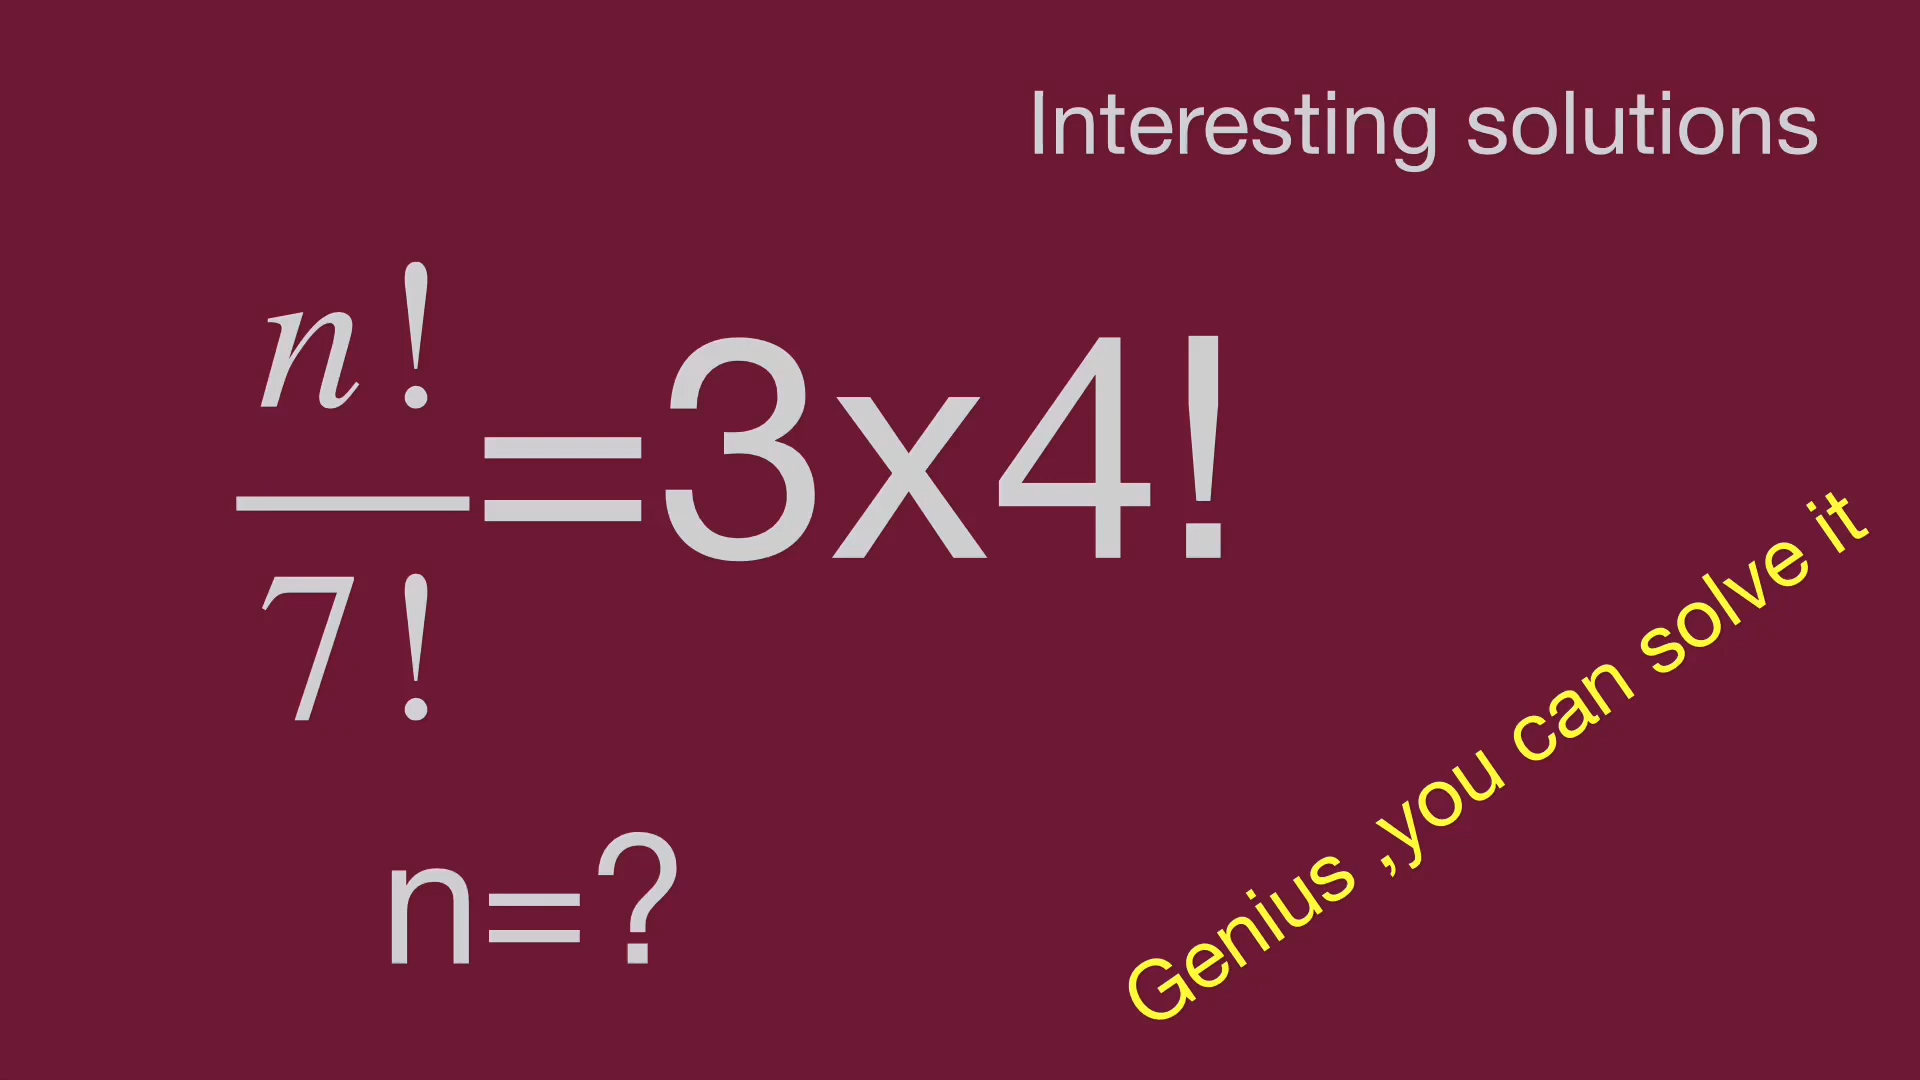 Interesting solutions
n!
7!
=3x4!
n=?
Genius ,you can solve it